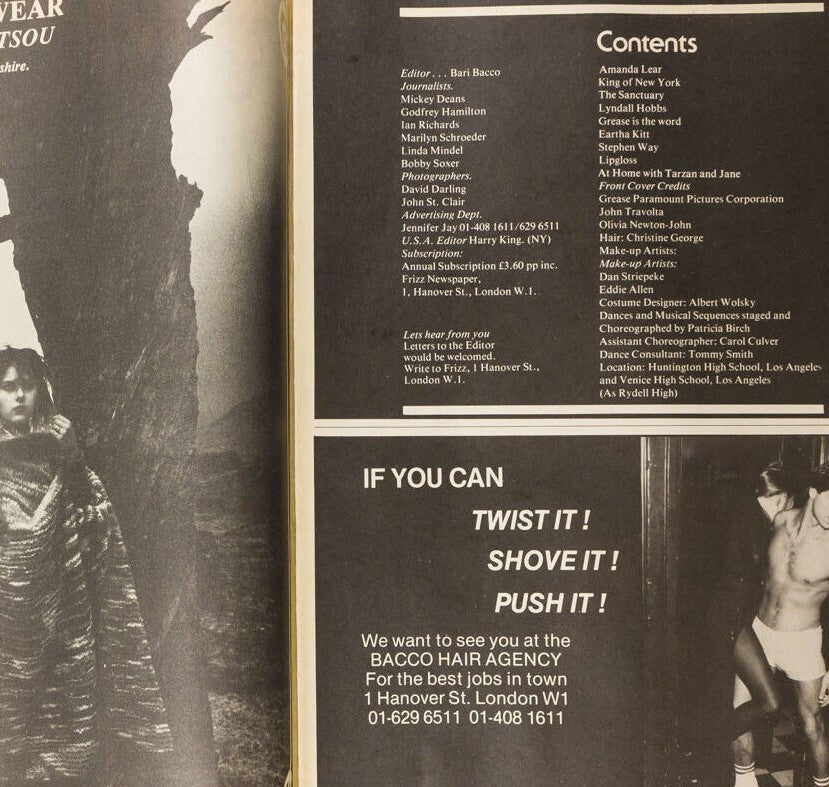 WEAR
TSOU
shire.
Editor . . . Bari Bacco
Journalists.
Mickey Deans
Godfrey Hamilton
Ian Richards
Marilyn Schroeder
Linda Mindel
Bobby Soxer
Photographers.
David Darling
John St. Clair
Advertising Dept.
Jennifer Jay 01-408 1611/629 6511
U.S.A. Editor Harry King. (NY)
Subscription:
Annual Subscription £3.60 pp inc.
Frizz Newspaper,
1, Hanover St., London W.1.
Lets hear from you
Letters to the Editor
would be welcomed.
Write to Frizz, 1 Hanover St.,
London W.1.
Contents
Amanda Lear
King of New York
The Sanctuary
Lyndall Hobbs
Grease is the word
Eartha Kitt
Stephen Way
Lipgloss
At Home with Tarzan and Jane
Front Cover Credits
Grease Paramount Pictures Corporation
John Travolta
Olivia Newton-John
Hair: Christine George
Make-up Artists:
Make-up Artists:
Dan Striepeke
Eddie Allen
Costume Designer: Albert Wolsky
Dances and Musical Sequences staged and
Choreographed by Patricia Birch
Assistant Choreographer: Carol Culver
Dance Consultant: Tommy Smith
Location: Huntington High School, Los Angeles
and Venice High School, Los Angeles
(As Rydell High)
IF YOU CAN
TWIST IT !
SHOVE IT !
PUSH IT !
We want to see you at the
BACCO HAIR AGENCY
For the best jobs in town
1 Hanover St. London W1
01-629 6511 01-408 1611